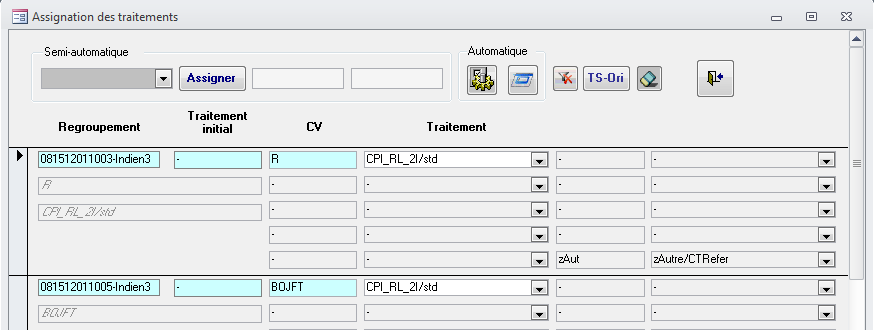 Assignation des traitements
Semi-automatique
Automatique
Assigner
TS-Ori
Regroupement Traitement initial CV Traitement
081512011003-Indien3 - R CPI_RL_2I/std - -
R - - - -
CPI_RL_2I/std - - - -
- - - -
- - zAut zAutre/CTRefer
081512011005-Indien3 - BOJFT CPI_RL_2I/std - -
BOJFT - - - -